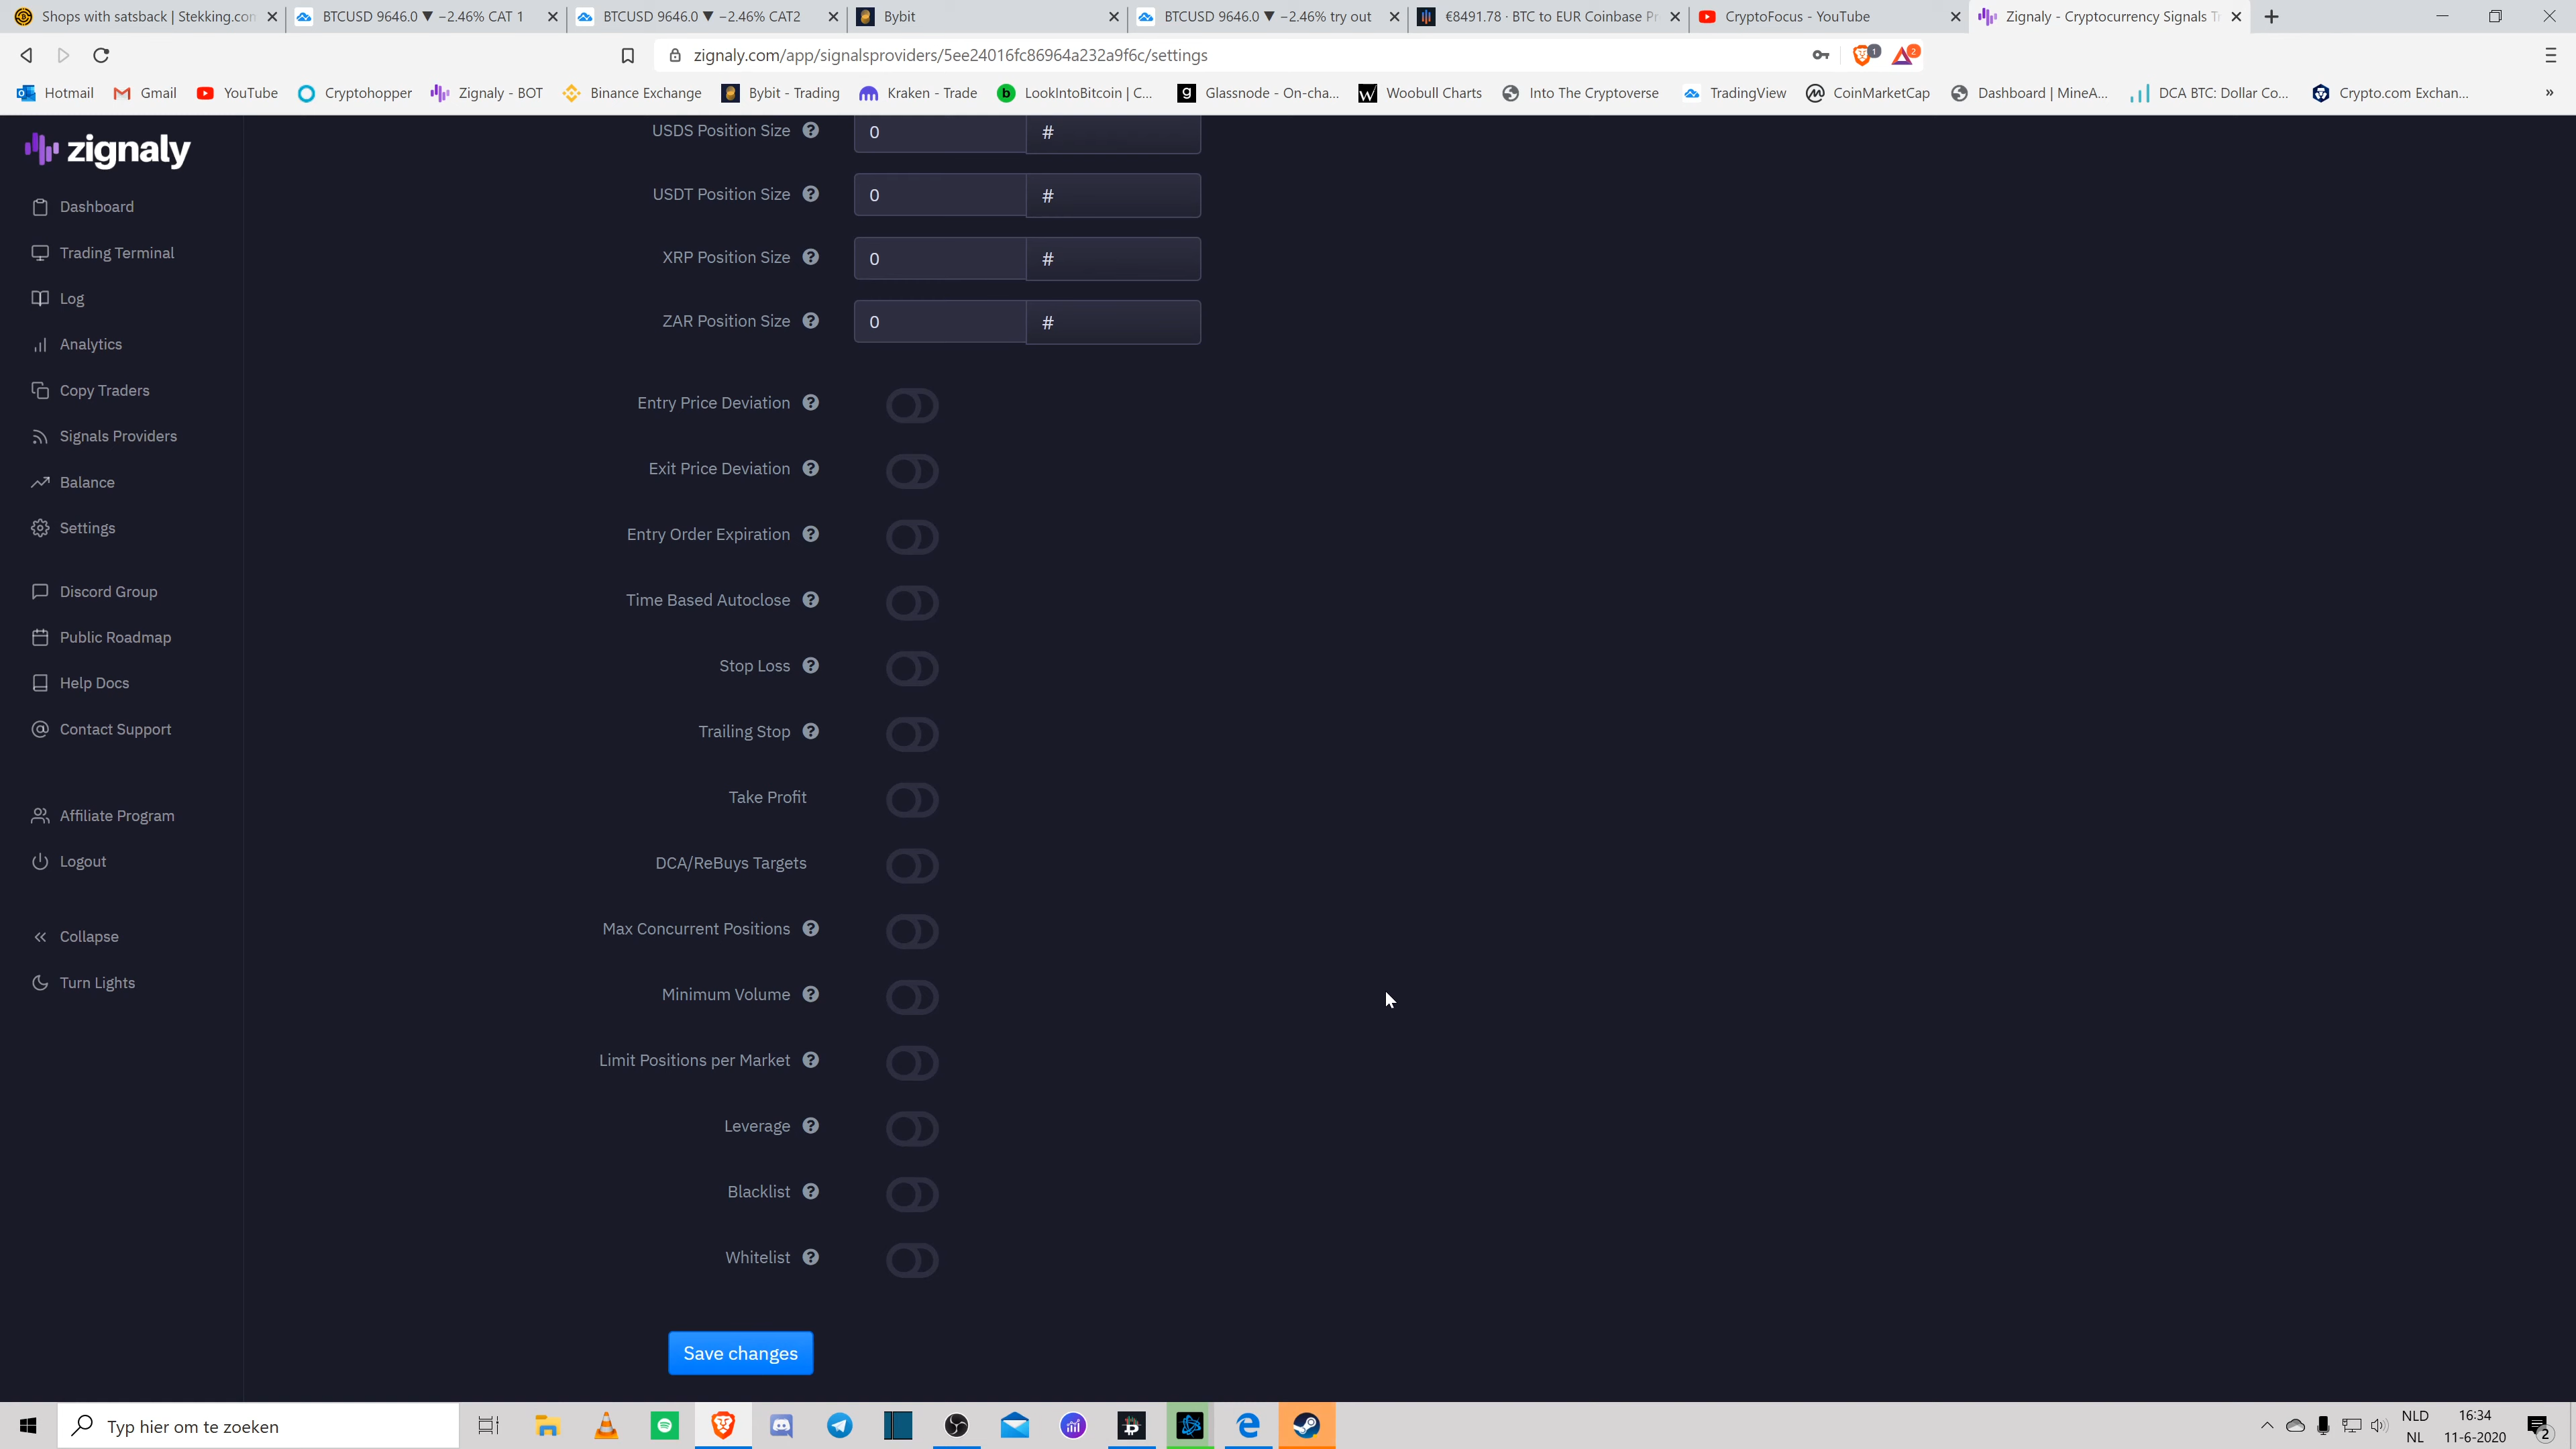 Shops with satsback | Stekking.con
BTCUSD 9646.0 ▼ −2.46% CAT 1
BTCUSD 9646.0 ▼ −2.46% CAT2
Bybit
BTCUSD 9646.0 ▼ −2.46% try out
€8491.78 · BTC to EUR Coinbase Pr
CryptoFocus - YouTube
Zignaly - Cryptocurrency Signals Tr
zignaly.com/app/signalsproviders/5ee24016fc86964a232a9f6c/settings
1
2
Hotmail
Gmail
YouTube
Cryptohopper
Zignaly - BOT
Binance Exchange
Bybit - Trading
Kraken - Trade
LookIntoBitcoin | C...
Glassnode - On-cha...
Woobull Charts
Into The Cryptoverse
TradingView
CoinMarketCap
Dashboard | MineA...
DCA BTC: Dollar Co...
Crypto.com Exchan...
»
zignaly
Dashboard
Trading Terminal
Log
Analytics
Copy Traders
Signals Providers
Balance
Settings
Discord Group
Public Roadmap
Help Docs
Contact Support
Affiliate Program
Logout
Collapse
Turn Lights
USDS Position Size ? 0 #
USDT Position Size ? 0 #
XRP Position Size ? 0 #
ZAR Position Size ? 0 #
Entry Price Deviation ?
Exit Price Deviation ?
Entry Order Expiration ?
Time Based Autoclose ?
Stop Loss ?
Trailing Stop ?
Take Profit
DCA/ReBuys Targets
Max Concurrent Positions ?
Minimum Volume ?
Limit Positions per Market ?
Leverage ?
Blacklist ?
Whitelist ?
Save changes
Typ hier om te zoeken
NLD
NL
16:34
11-6-2020
2